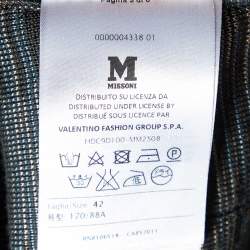 Pagina
0000004338 01
M
MISSONI
DISTRIBUITO SU LICENZA DA
DISTRIBUTED UNDER LICENSE BY
DISTRIBUÉ SOUS LICENCE PAR
VALENTINO FASHION GROUP S.P.A.
Taglia-Size: 42
170/88A